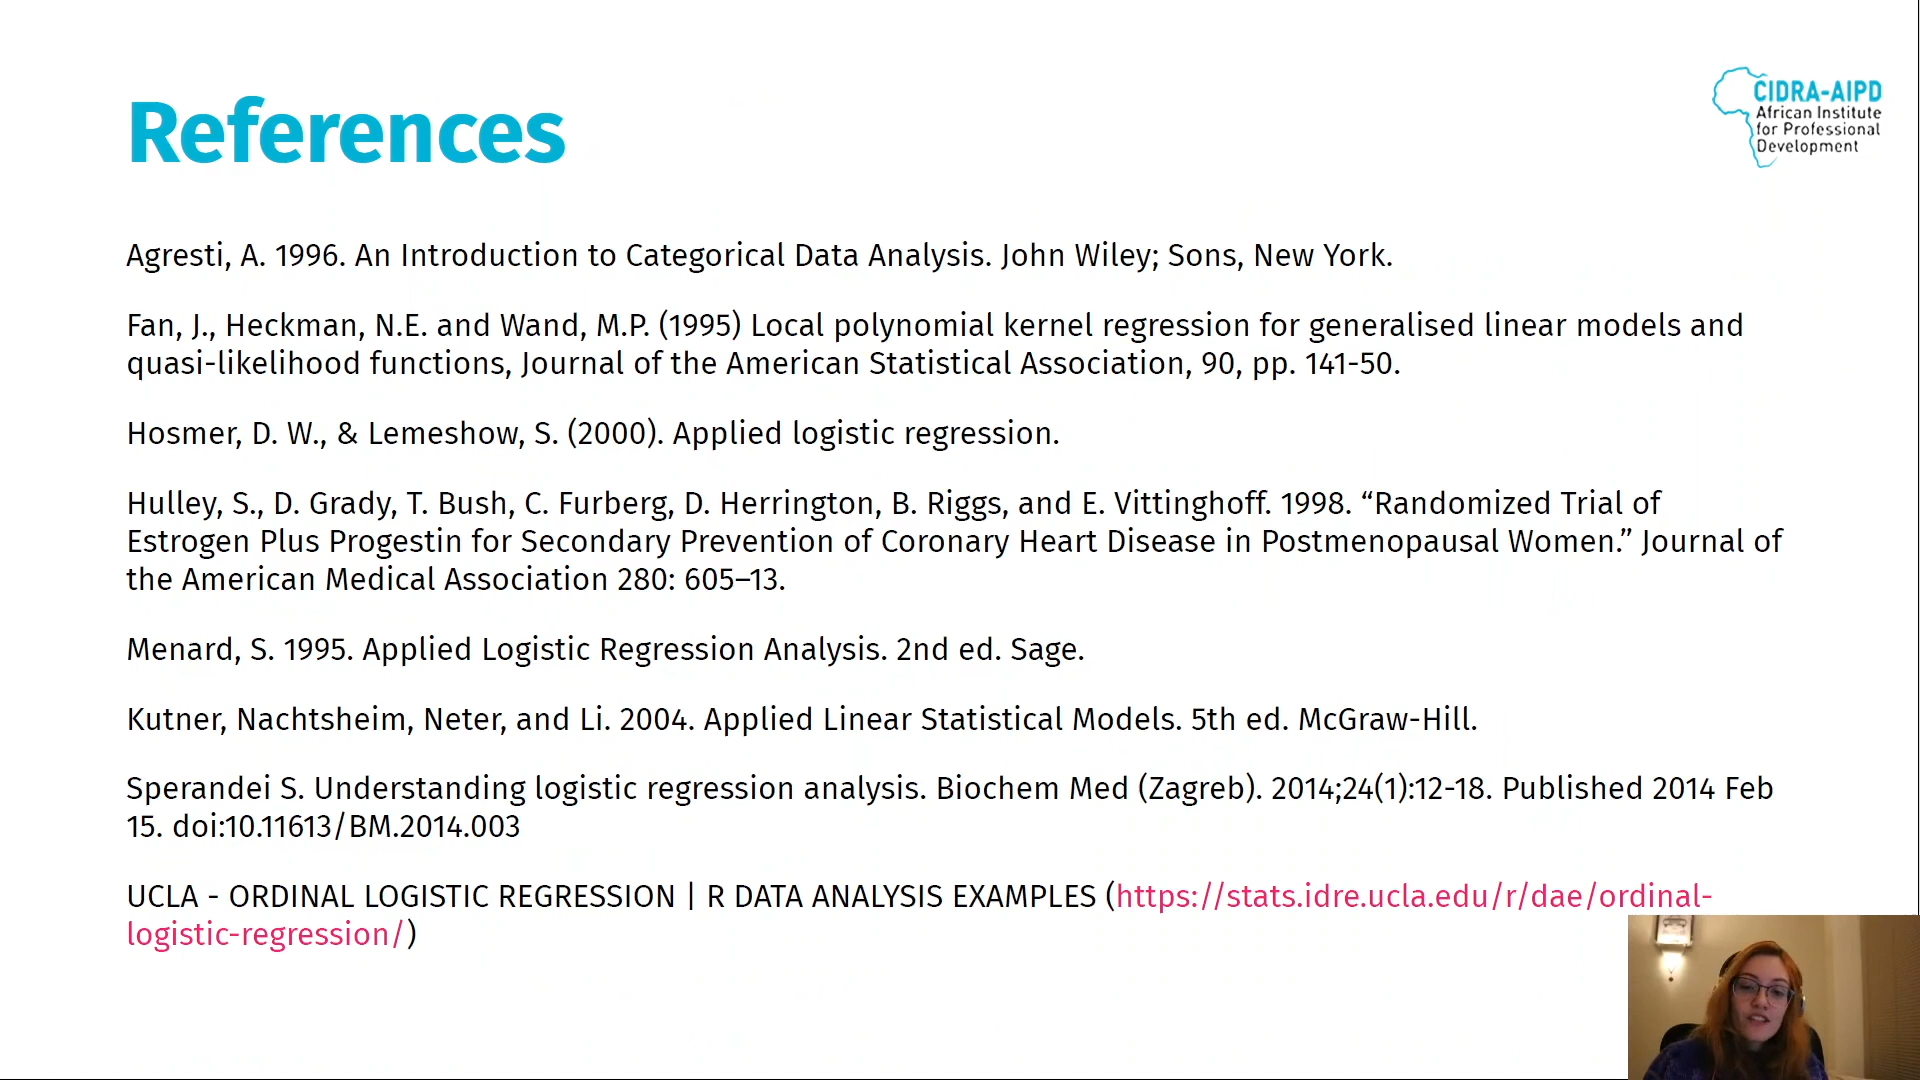 References
CIDRA-AIPD
African Institute
for Professional
Development
Agresti, A. 1996. An Introduction to Categorical Data Analysis. John Wiley; Sons, New York.
Fan, J., Heckman, N.E. and Wand, M.P. (1995) Local polynomial kernel regression for generalised linear models and
quasi-likelihood functions, Journal of the American Statistical Association, 90, pp. 141-50.
Hosmer, D. W., & Lemeshow, S. (2000). Applied logistic regression.
Hulley, S., D. Grady, T. Bush, C. Furberg, D. Herrington, B. Riggs, and E. Vittinghoff. 1998. “Randomized Trial of
Estrogen Plus Progestin for Secondary Prevention of Coronary Heart Disease in Postmenopausal Women.” Journal of
the American Medical Association 280: 605–13.
Menard, S. 1995. Applied Logistic Regression Analysis. 2nd ed. Sage.
Kutner, Nachtsheim, Neter, and Li. 2004. Applied Linear Statistical Models. 5th ed. McGraw-Hill.
Sperandei S. Understanding logistic regression analysis. Biochem Med (Zagreb). 2014;24(1):12-18. Published 2014 Feb
15. doi:10.11613/BM.2014.003
UCLA - ORDINAL LOGISTIC REGRESSION | R DATA ANALYSIS EXAMPLES (https://stats.idre.ucla.edu/r/dae/ordinal-
logistic-regression/)